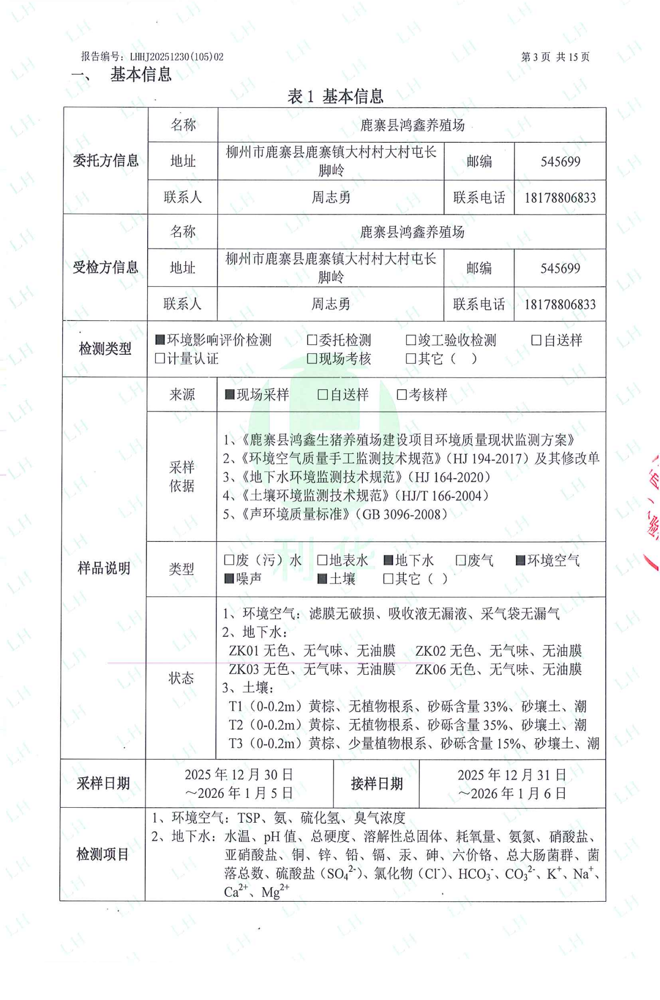 报告编号：LHHJ20251230(105)02
第 3 页 共 15 页
一、 基本信息
表 1 基本信息
委托方信息
名称
鹿寨县鸿鑫养殖场
地址
柳州市鹿寨县鹿寨镇大村村大村屯长
脚岭
邮编
545699
联系人
周志勇
联系电话
18178806833
受检方信息
名称
鹿寨县鸿鑫养殖场
地址
柳州市鹿寨县鹿寨镇大村村大村屯长
脚岭
邮编
545699
联系人
周志勇
联系电话
18178806833
检测类型
■环境影响评价检测 □委托检测 □竣工验收检测 □自送样
□计量认证 □现场考核 □其它（ ）
样品说明
来源
■现场采样 □自送样 □考核样
采样
依据
1、《鹿寨县鸿鑫生猪养殖场建设项目环境质量现状监测方案》
2、《环境空气质量手工监测技术规范》（HJ 194-2017）及其修改单
3、《地下水环境监测技术规范》（HJ 164-2020）
4、《土壤环境监测技术规范》（HJ/T 166-2004）
5、《声环境质量标准》（GB 3096-2008）
利华
类型
□废（污）水 □地表水 ■地下水 □废气 ■环境空气
■噪声 ■土壤 □其它（ ）
状态
1、环境空气：滤膜无破损、吸收液无漏液、采气袋无漏气
2、地下水：
ZK01 无色、无气味、无油膜 ZK02 无色、无气味、无油膜
ZK03 无色、无气味、无油膜 ZK06 无色、无气味、无油膜
3、土壤：
T1（0-0.2m）黄棕、无植物根系、砂砾含量 33%、砂壤土、潮
T2（0-0.2m）黄棕、无植物根系、砂砾含量 35%、砂壤土、潮
T3（0-0.2m）黄棕、少量植物根系、砂砾含量 15%、砂壤土、潮
采样日期
2025 年 12 月 30 日
～2026 年 1 月 5 日
接样日期
2025 年 12 月 31 日
～2026 年 1 月 6 日
检测项目
1、环境空气：TSP、氨、硫化氢、臭气浓度
2、地下水：水温、pH 值、总硬度、溶解性总固体、耗氧量、氨氮、硝酸盐、
亚硝酸盐、铜、锌、铅、镉、汞、砷、六价铬、总大肠菌群、菌
落总数、硫酸盐（SO₄²⁻）、氯化物（Cl⁻）、HCO₃⁻、CO₃²⁻、K⁺、Na⁺、
Ca²⁺、Mg²⁺